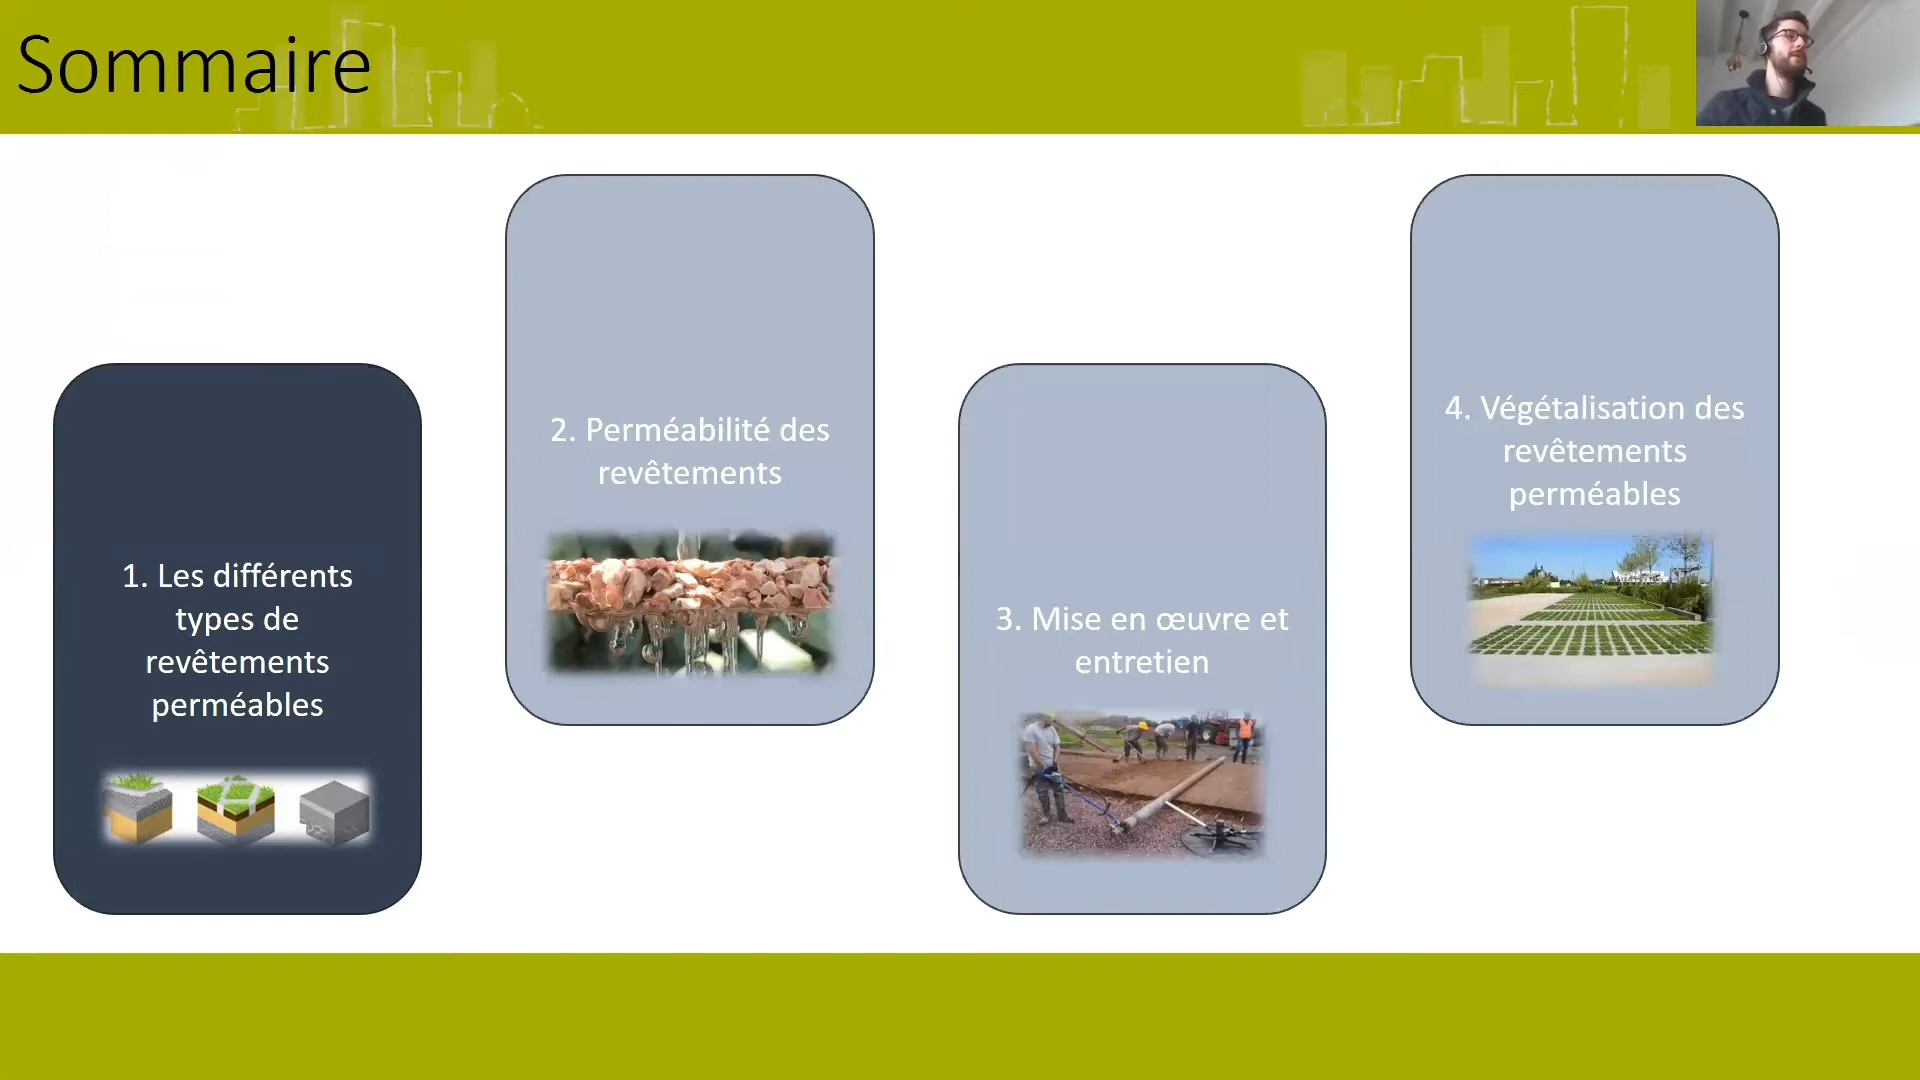 Sommaire
1. Les différents
types de
revêtements
perméables
2. Perméabilité des
revêtements
3. Mise en œuvre et
entretien
4. Végétalisation des
revêtements
perméables